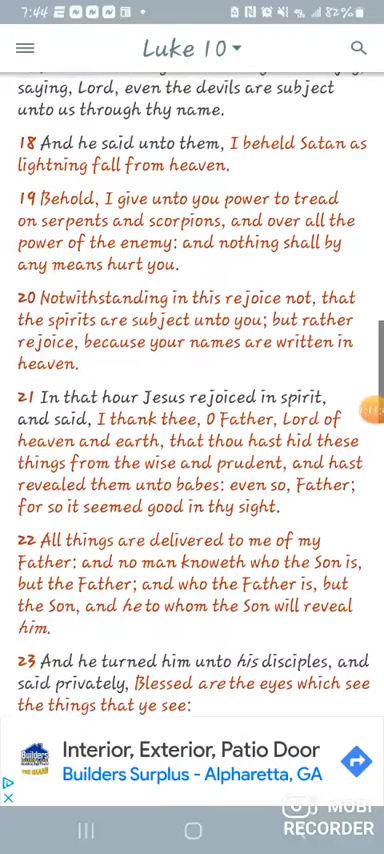 7:44
82%
Luke 10
saying, Lord, even the devils are subject
unto us through thy name.
18 And he said unto them, I beheld Satan as
lightning fall from heaven.
19 Behold, I give unto you power to tread
on serpents and scorpions, and over all the
power of the enemy: and nothing shall by
any means hurt you.
20 Notwithstanding in this rejoice not, that
the spirits are subject unto you; but rather
rejoice, because your names are written in
heaven.
21 In that hour Jesus rejoiced in spirit,
and said, I thank thee, O Father, Lord of
heaven and earth, that thou hast hid these
things from the wise and prudent, and hast
revealed them unto babes: even so, Father;
for so it seemed good in thy sight.
22 All things are delivered to me of my
Father: and no man knoweth who the Son is,
but the Father; and who the Father is, but
the Son, and he to whom the Son will reveal
him.
23 And he turned him unto his disciples, and
said privately, Blessed are the eyes which see
the things that ye see:
Interior, Exterior, Patio Door
Builders Surplus - Alpharetta, GA
Builders
MOBI
RECORDER